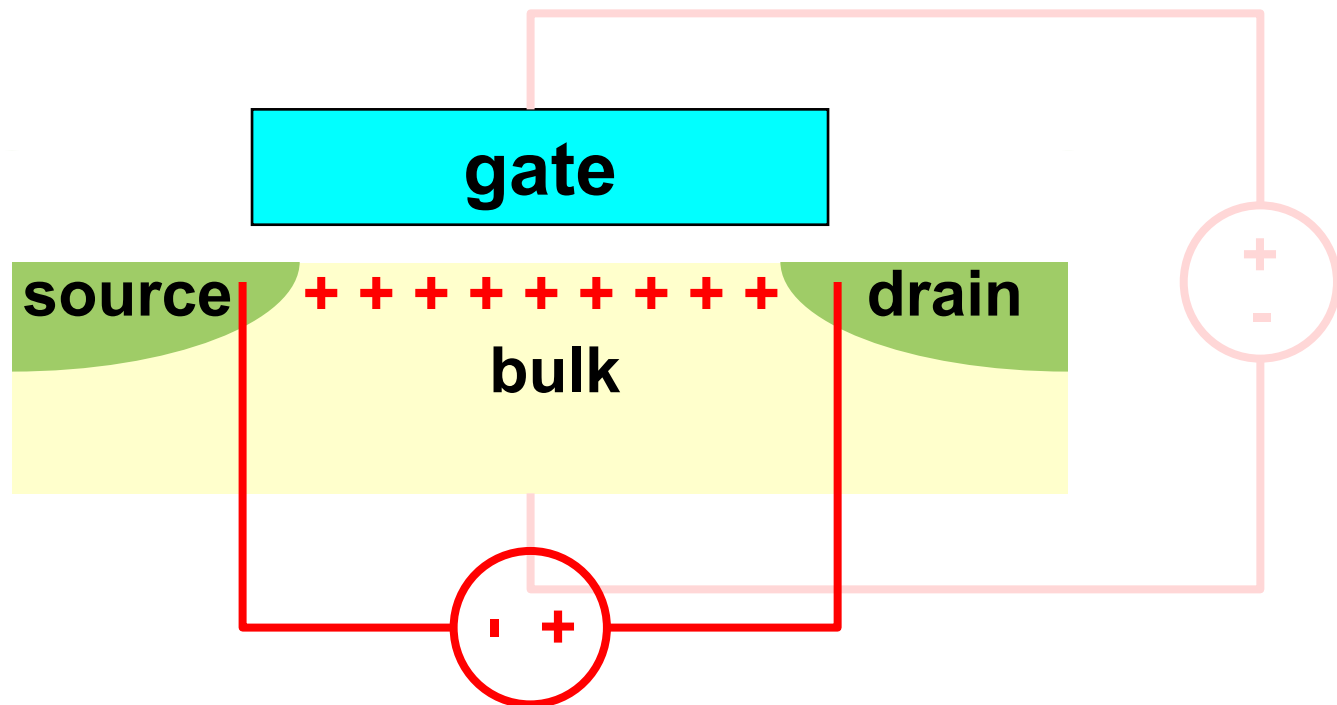 gate
+
-
source + + + + + + + + + drain
bulk
- +